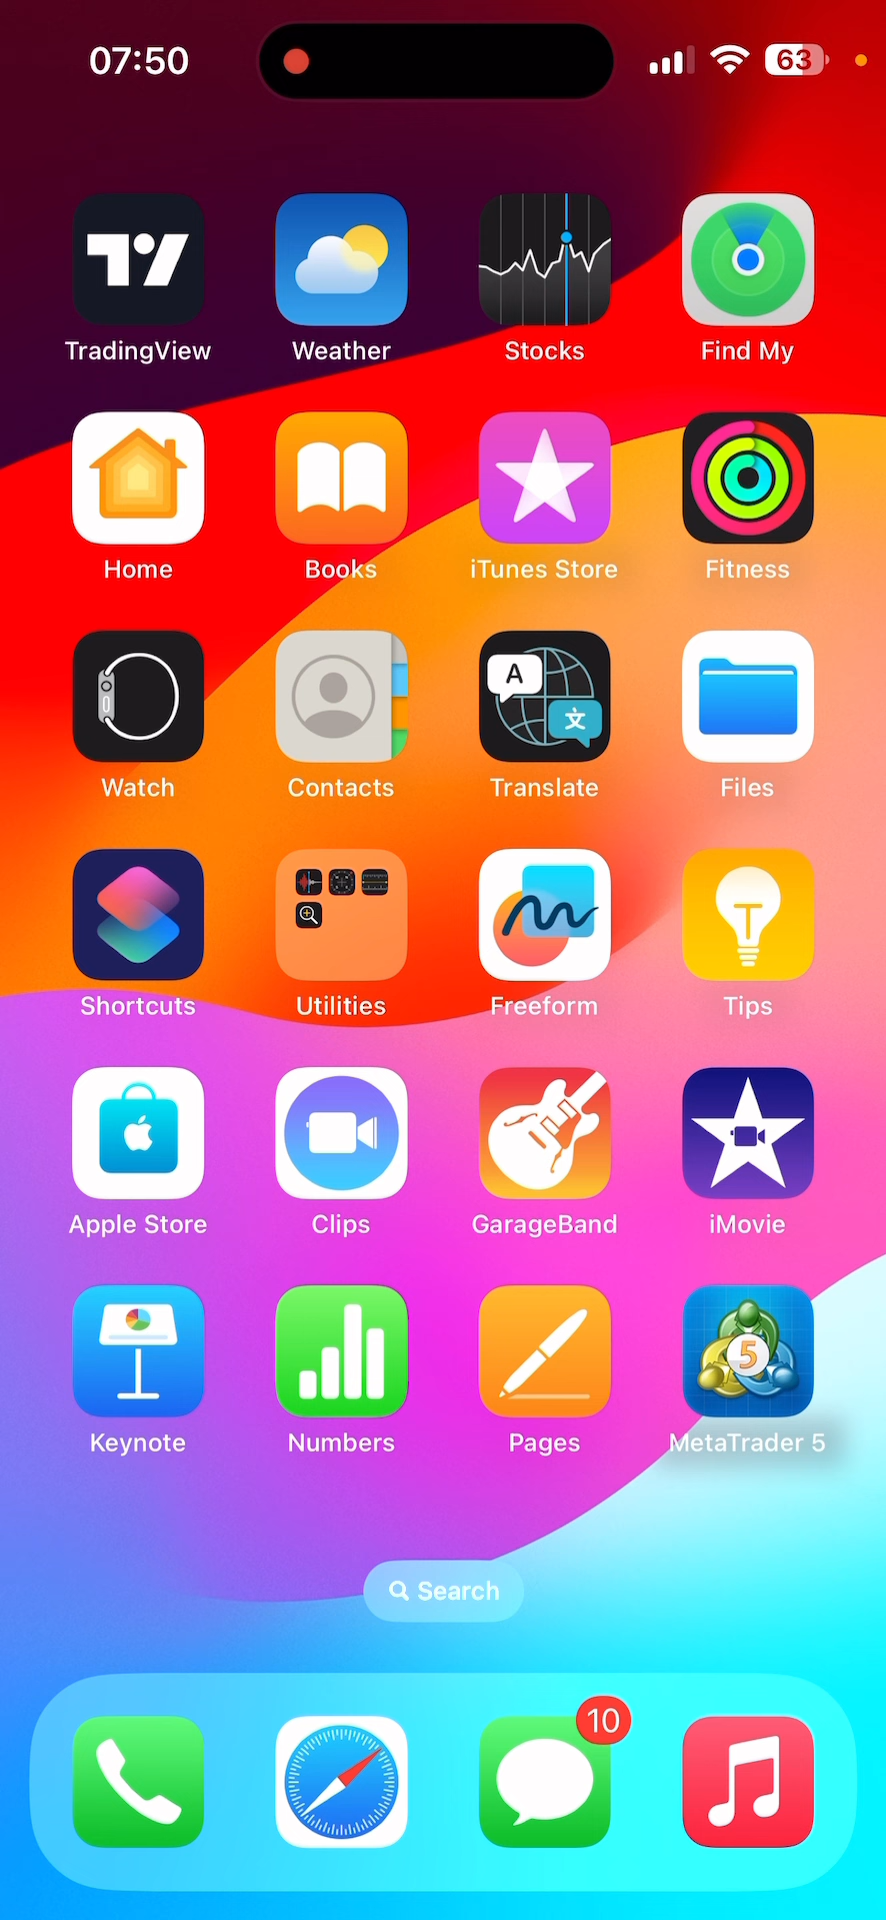 07:50 63
TradingView Weather Stocks Find My
Home Books iTunes Store Fitness
A
文
Watch Contacts Translate Files
Shortcuts Utilities Freeform Tips
Apple Store Clips GarageBand iMovie
5
Keynote Numbers Pages MetaTrader 5
Search
10